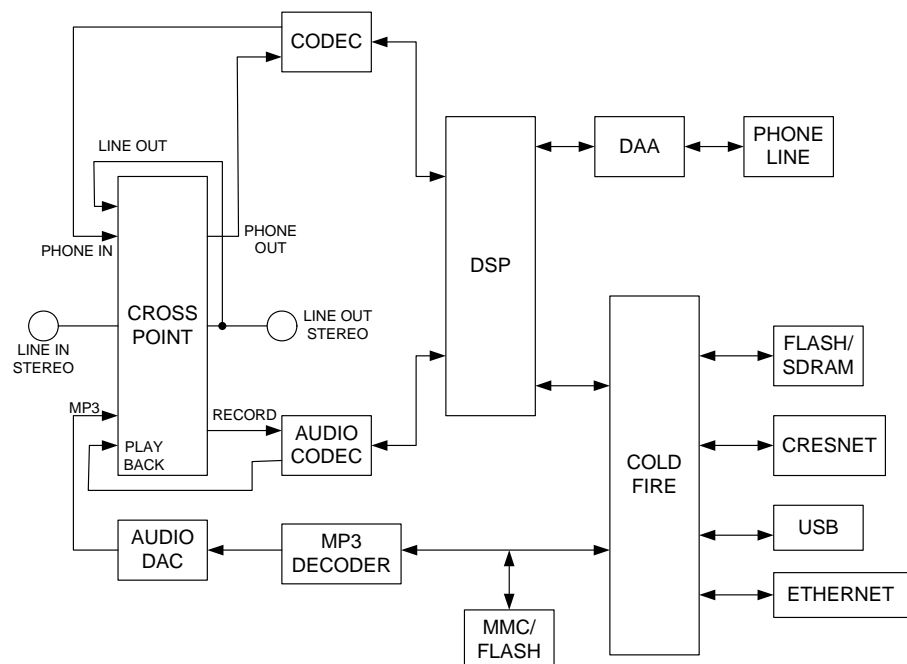 CODEC
LINE OUT
PHONE IN
PHONE
OUT
CROSS
POINT
LINE IN
STEREO
LINE OUT
STEREO
MP3
PLAY
BACK
RECORD
AUDIO
CODEC
AUDIO
DAC
MP3
DECODER
MMC/
FLASH
DSP
DAA
PHONE
LINE
COLD
FIRE
FLASH/
SDRAM
CRESNET
USB
ETHERNET